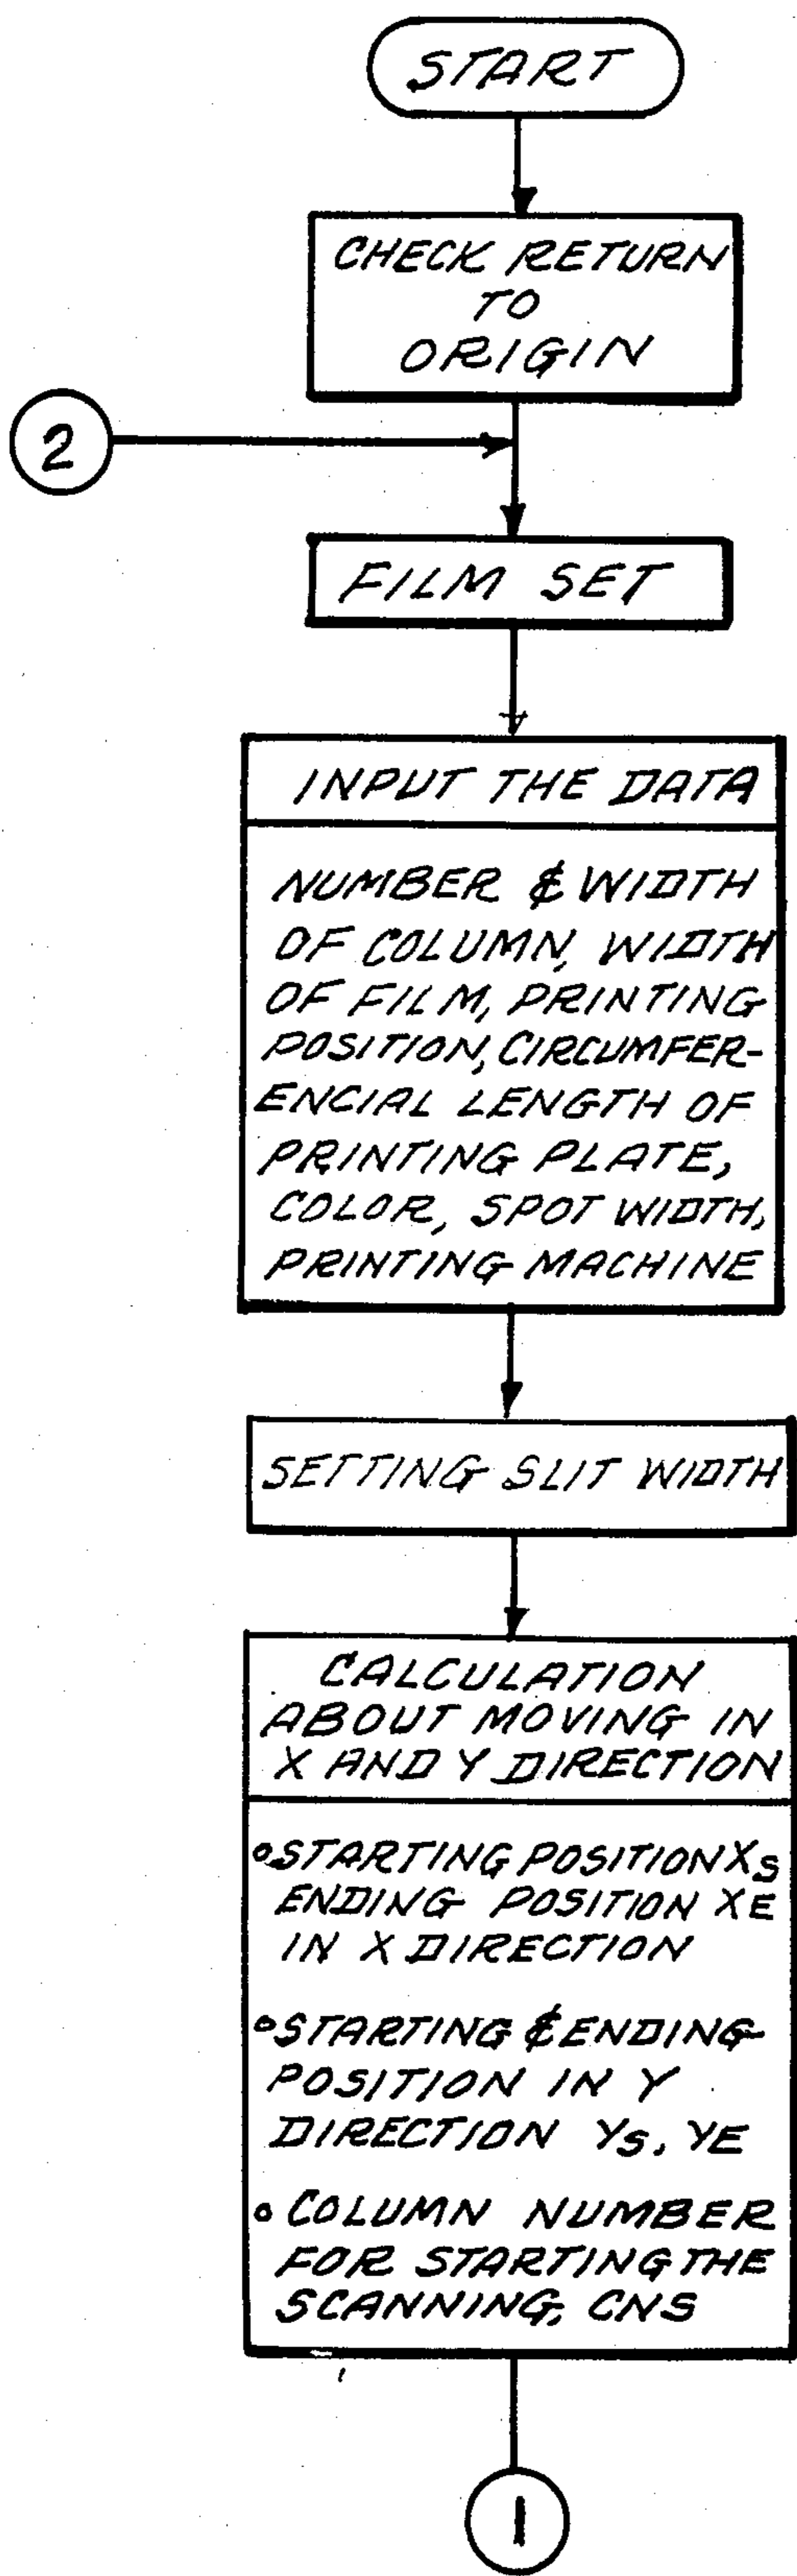 START
CHECK RETURN
TO
ORIGIN
2
FILM SET
INPUT THE DATA
NUMBER & WIDTH
OF COLUMN, WIDTH
OF FILM, PRINTING
POSITION, CIRCUMFER-
ENCIAL LENGTH OF
PRINTING PLATE,
COLOR, SPOT WIDTH,
PRINTING MACHINE
SETTING SLIT WIDTH
CALCULATION
ABOUT MOVING IN
X AND Y DIRECTION
∘STARTING POSITION XS
ENDING POSITION XE
IN X DIRECTION
∘STARTING & ENDING
POSITION IN Y
DIRECTION YS, YE
∘COLUMN NUMBER
FOR STARTING THE
SCANNING, CNS
1